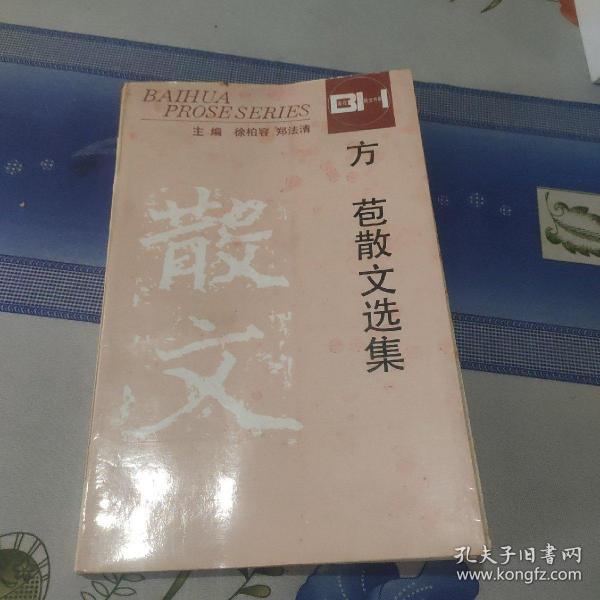 BAIHUA
PROSE SERIES
主编 徐柏容 郑法清
BH
方苞散文选集
散文
孔夫子旧书网
www.kongfz.com